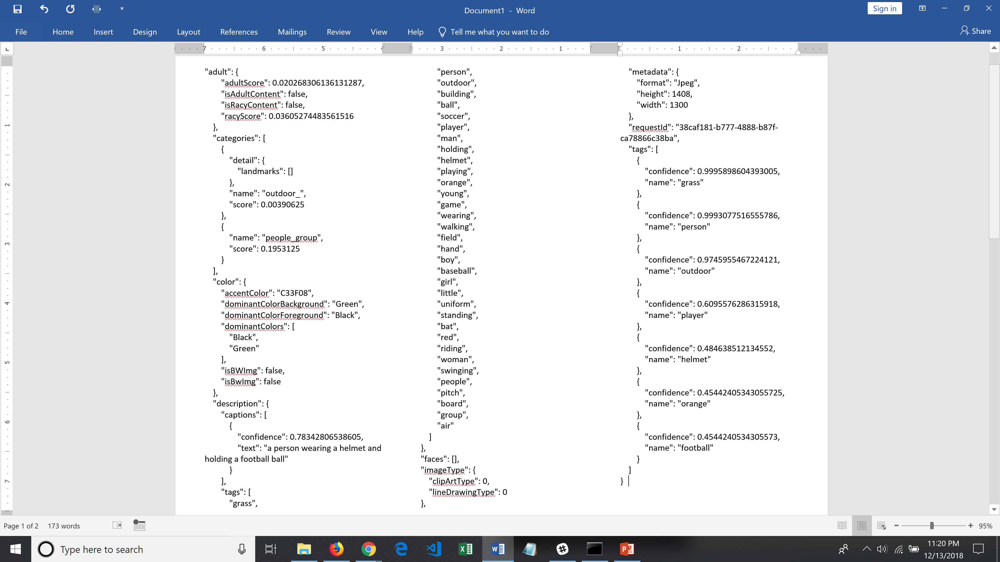 Document1 - Word
Sign in
File Home Insert Design Layout References Mailings Review View Help Tell me what you want to do Share
7 6 5 3 2 1 1 2
"adult": {
"adultScore": 0.020268306136131287,
"isAdultContent": false,
"isRacyContent": false,
"racyScore": 0.03605274483561516
},
"categories": [
{
"detail": {
"landmarks": []
},
"name": "outdoor_",
"score": 0.00390625
},
{
"name": "people_group",
"score": 0.1953125
}
],
"color": {
"accentColor": "C33F08",
"dominantColorBackground": "Green",
"dominantColorForeground": "Black",
"dominantColors": [
"Black",
"Green"
],
"isBWImg": false,
"isBwImg": false
},
"description": {
"captions": [
{
"confidence": 0.78342806538605,
"text": "a person wearing a helmet and
holding a football ball"
}
],
"tags": [
"grass",
"person",
"outdoor",
"building",
"ball",
"soccer",
"player",
"man",
"holding",
"helmet",
"playing",
"orange",
"young",
"game",
"wearing",
"walking",
"field",
"hand",
"boy",
"baseball",
"girl",
"little",
"uniform",
"standing",
"bat",
"red",
"riding",
"woman",
"swinging",
"people",
"pitch",
"board",
"group",
"air"
]
},
"faces": [],
"imageType": {
"clipArtType": 0,
"lineDrawingType": 0
},
"metadata": {
"format": "Jpeg",
"height": 1408,
"width": 1300
},
"requestId": "38caf181-b777-4888-b87f-
ca78866c38ba",
"tags": [
{
"confidence": 0.9995898604393005,
"name": "grass"
},
{
"confidence": 0.9993077516555786,
"name": "person"
},
{
"confidence": 0.9745955467224121,
"name": "outdoor"
},
{
"confidence": 0.6095576286315918,
"name": "player"
},
{
"confidence": 0.484638512134552,
"name": "helmet"
},
{
"confidence": 0.45442405343055725,
"name": "orange"
},
{
"confidence": 0.4544240534305573,
"name": "football"
}
]
}
1
2
3
4
5
6
7
Page 1 of 2 173 words
95%
Type here to search
11:20 PM
12/13/2018